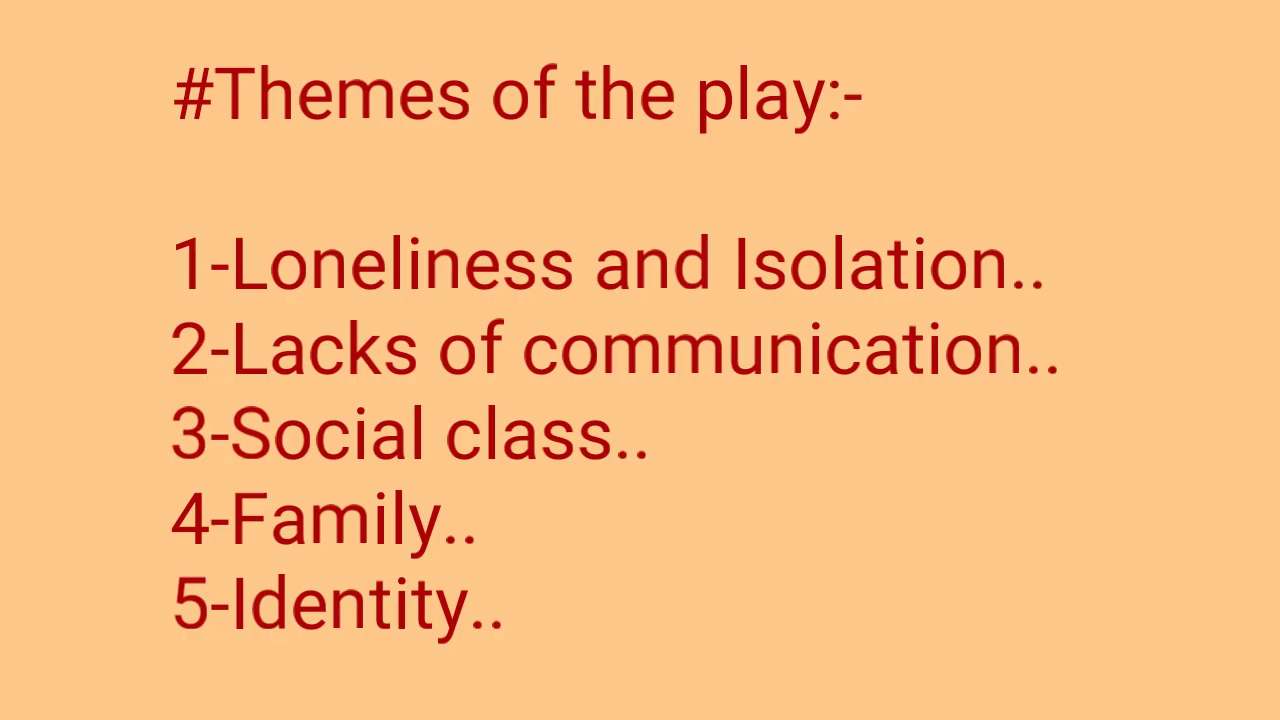 #Themes of the play:-
1-Loneliness and Isolation..
2-Lacks of communication..
3-Social class..
4-Family..
5-Identity..